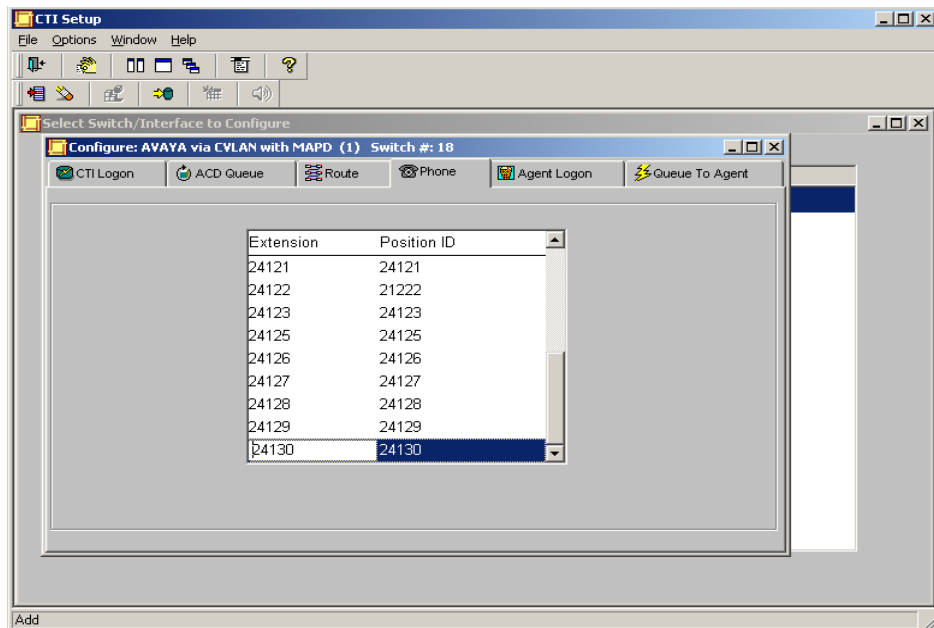 CTI Setup
File Options Window Help
Select Switch/Interface to Configure
Configure: AVAYA via CVLAN with MAPD (1) Switch #: 18
CTI Logon ACD Queue Route Phone Agent Logon Queue To Agent
Extension Position ID
24121 24121
24122 21222
24123 24123
24125 24125
24126 24126
24127 24127
24128 24128
24129 24129
24130 24130
Add